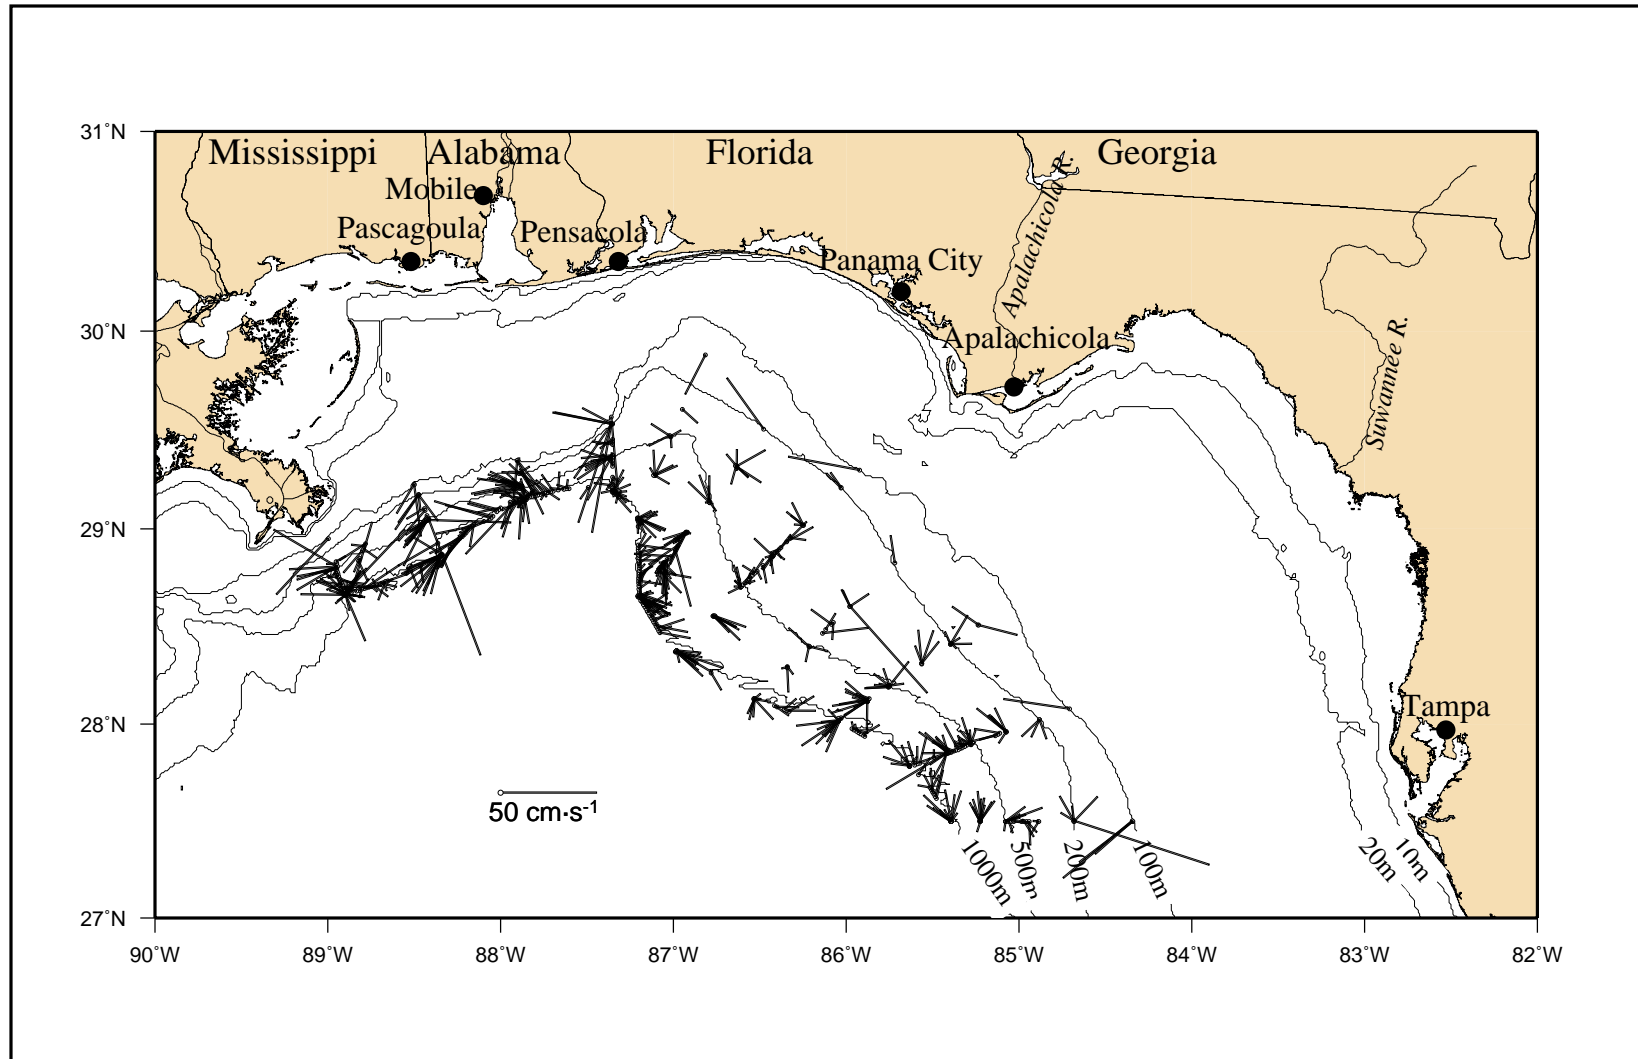 31°N
Mississippi Alabama Florida Georgia
Mobile
Pascagoula Pensacola
Panama City
Apalachicola R.
30°N
Apalachicola
Suwannee R.
29°N
28°N
Tampa
50 cm·s-1
1000m 500m 200m 100m 20m 10m
27°N
90°W 89°W 88°W 87°W 86°W 85°W 84°W 83°W 82°W